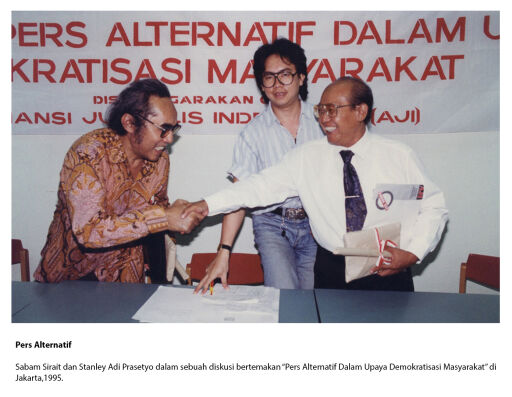 PERS ALTERNATIF DALAM U
KRATISASI MASYARAKAT
(AJI)
Pers Alternatif
Sabam Sirait dan Stanley Adi Prasetyo dalam sebuah diskusi bertemakan “Pers Alternatif Dalam Upaya Demokratisasi Masyarakat” di
Jakarta,1995.